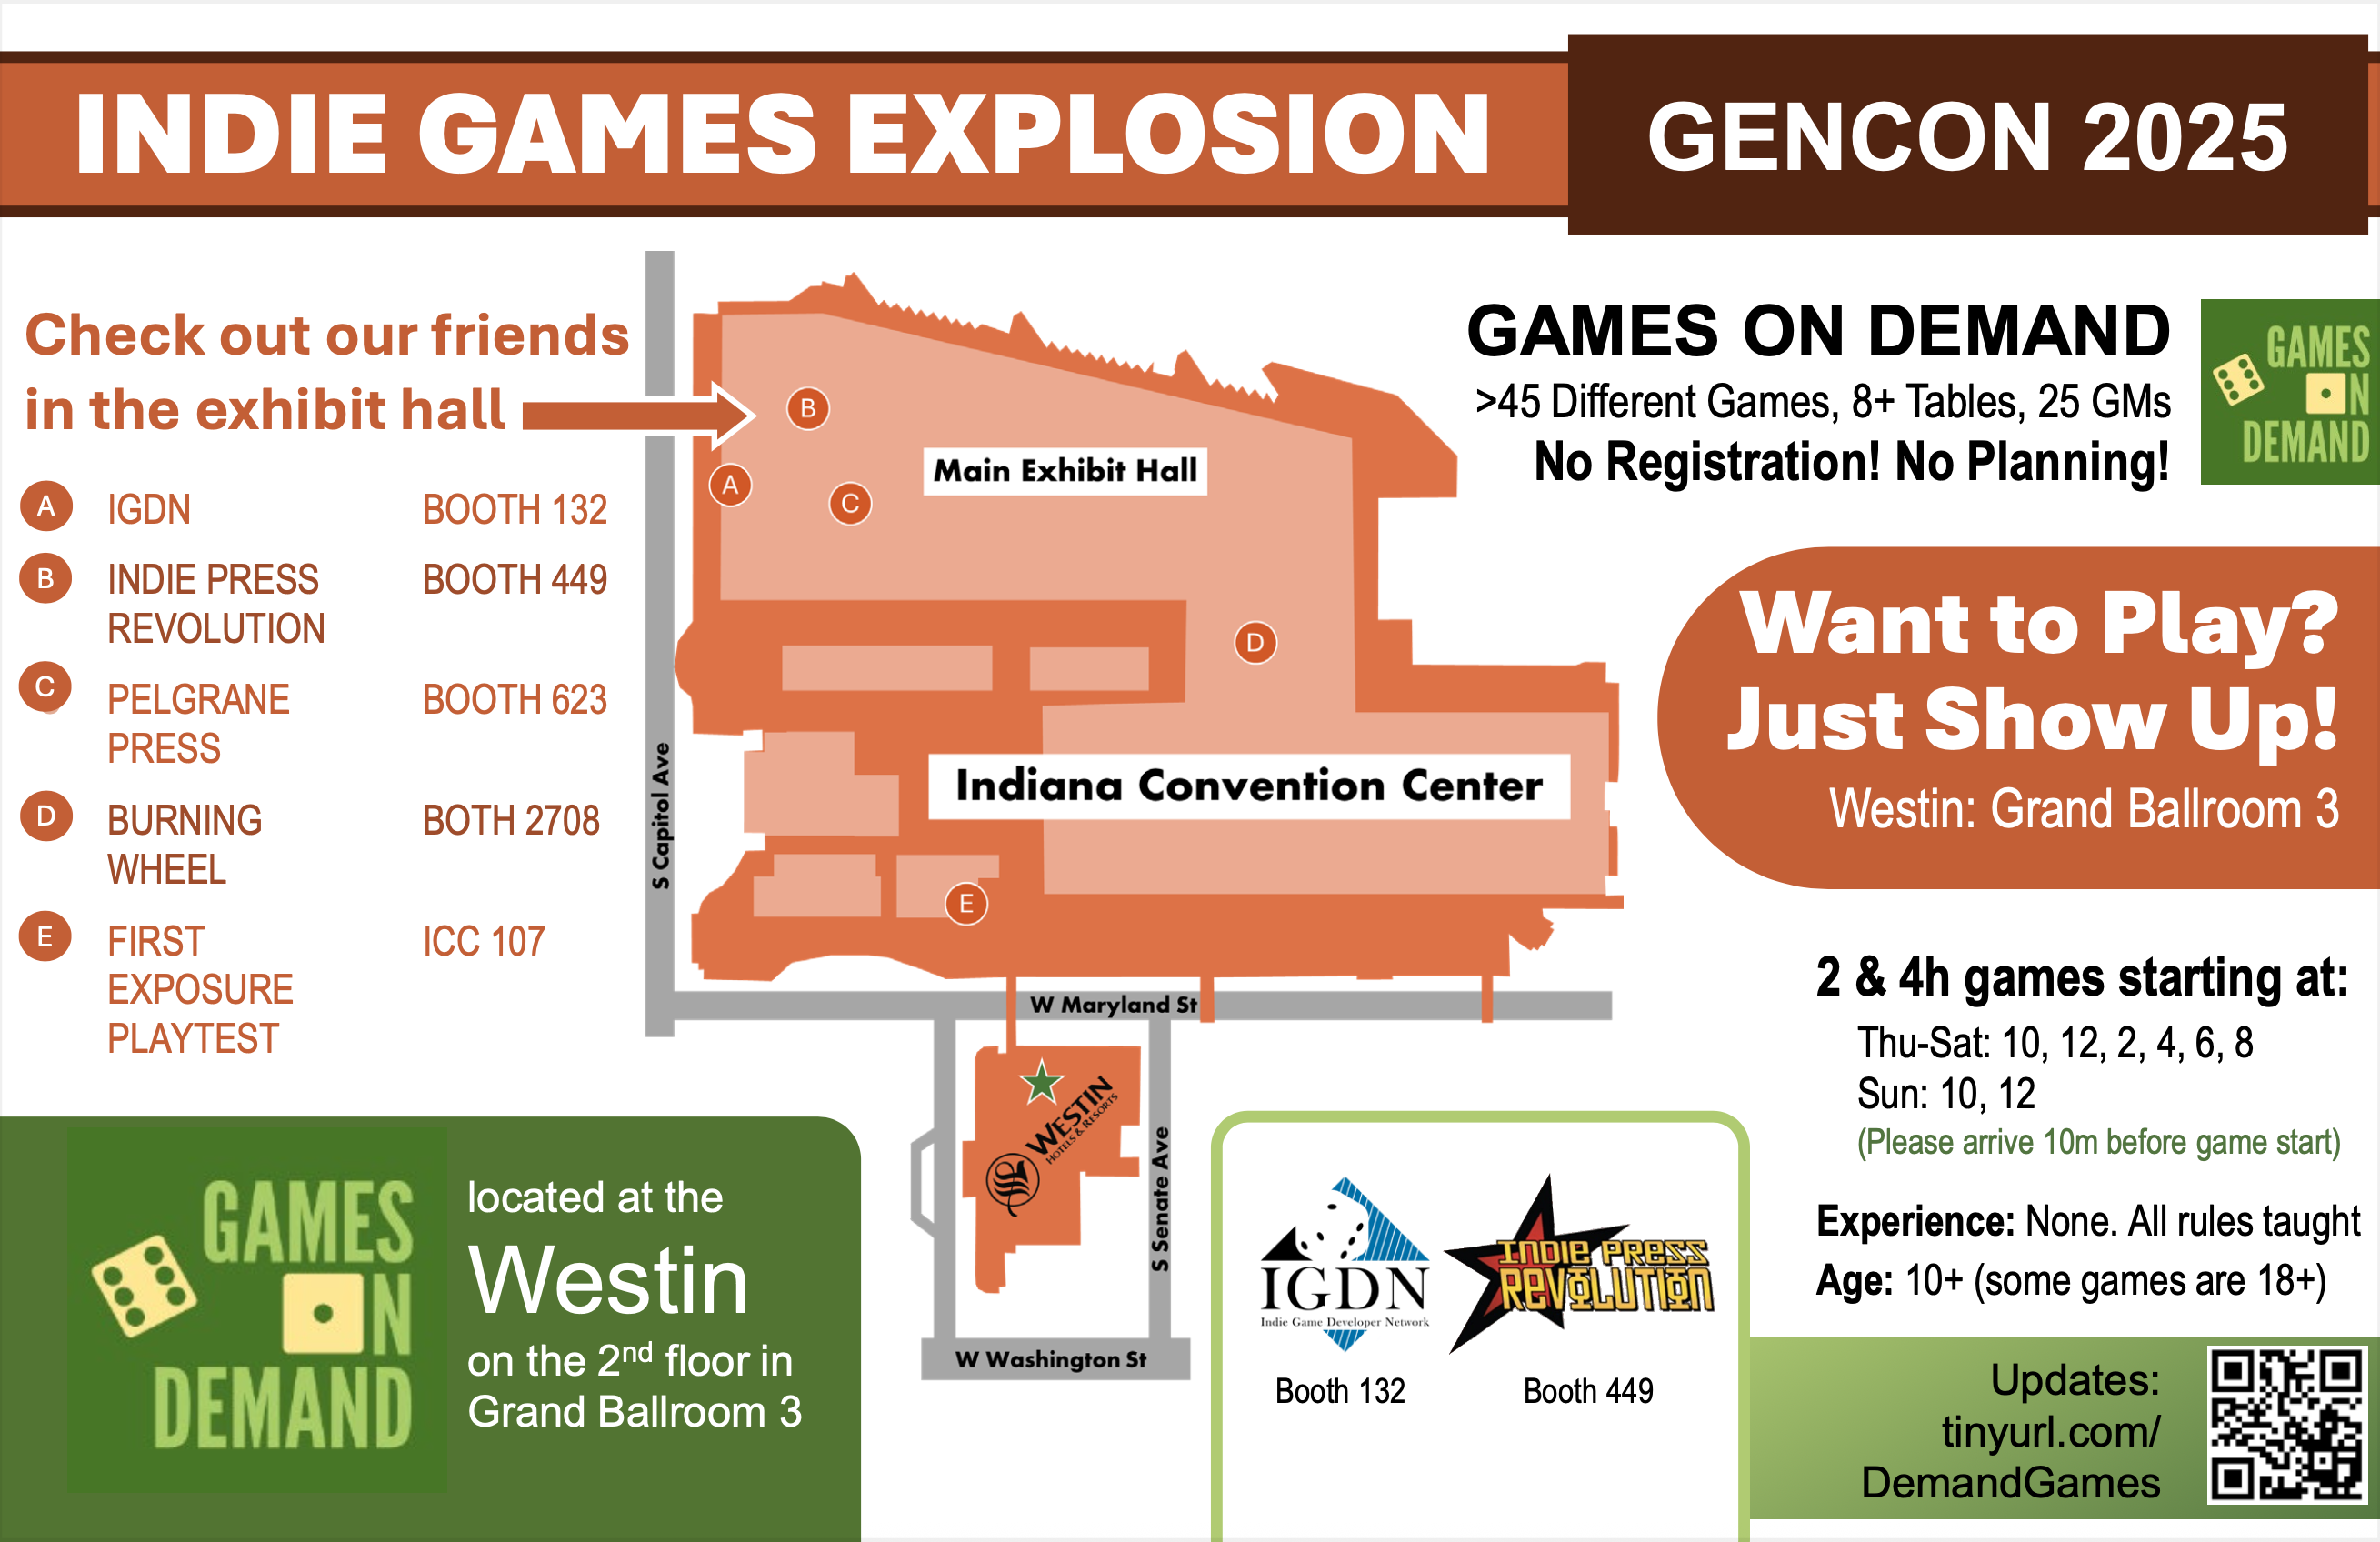 INDIE GAMES EXPLOSION
GENCON 2025
Check out our friends
in the exhibit hall
A IGDN BOOTH 132
B INDIE PRESS BOOTH 449
REVOLUTION
C PELGRANE BOOTH 623
PRESS
D BURNING BOTH 2708
WHEEL
E FIRST ICC 107
EXPOSURE
PLAYTEST
B
A
C
Main Exhibit Hall
D
Indiana Convention Center
E
S Capitol Ave
W Maryland St
WESTIN
HOTELS & RESORTS
S Senate Ave
W Washington St
GAMES ON DEMAND
>45 Different Games, 8+ Tables, 25 GMs
No Registration! No Planning!
GAMES
N
DEMAND
Want to Play?
Just Show Up!
Westin: Grand Ballroom 3
2 & 4h games starting at:
Thu-Sat: 10, 12, 2, 4, 6, 8
Sun: 10, 12
(Please arrive 10m before game start)
Experience: None. All rules taught
Age: 10+ (some games are 18+)
GAMES
N
DEMAND
located at the
Westin
on the 2nd floor in
Grand Ballroom 3
IGDN
Indie Game Developer Network
Booth 132
INDIE PRESS
REVOLUTION
Booth 449
Updates:
tinyurl.com/
DemandGames